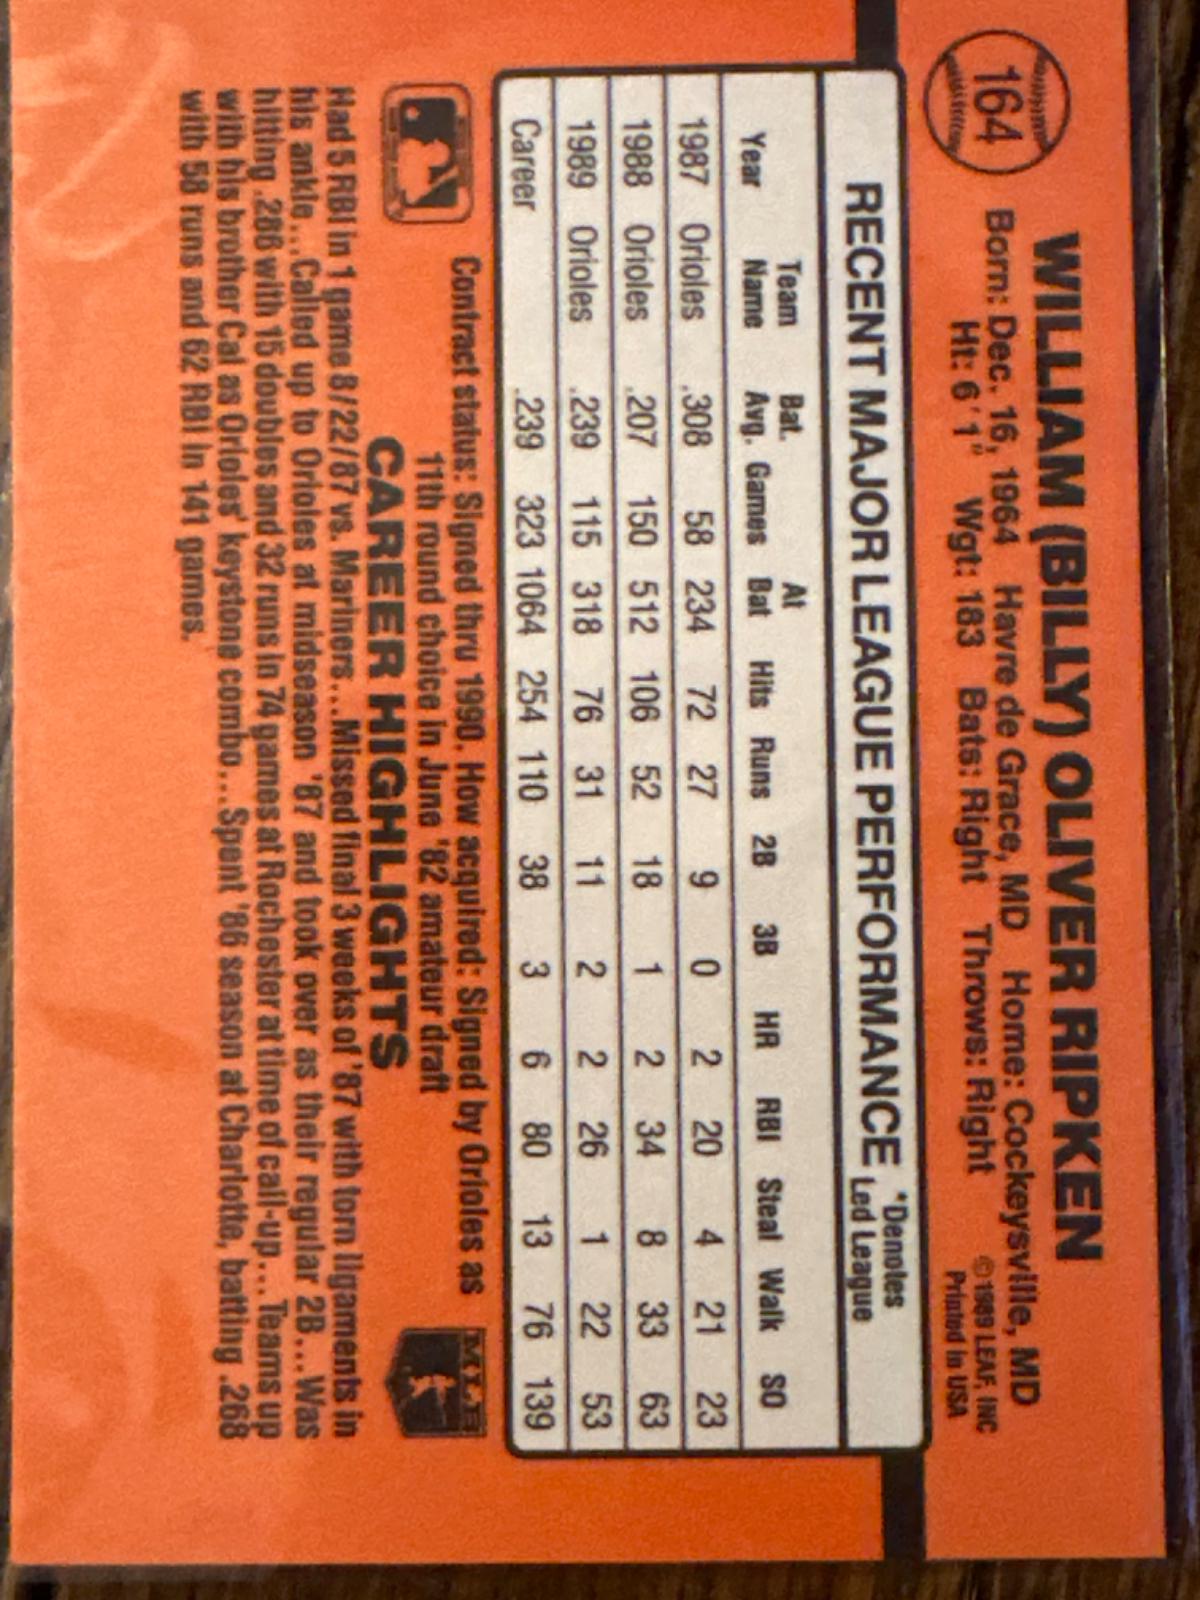 164
WILLIAM (BILLY) OLIVER RIPKEN
Born: Dec. 16, 1964 Havre de Grace, MD Home: Cockeysville, MD
Ht: 6'1" Wgt: 183 Bats: Right Throws: Right
©1989 LEAF, INC
Printed in USA
RECENT MAJOR LEAGUE PERFORMANCE *Denotes Led League
Year Team Name Bat. Avg. Games At Bat Hits Runs 2B 3B HR RBI Steal Walk SO
1987 Orioles .308 58 234 72 27 9 0 2 20 4 21 23
1988 Orioles .207 150 512 106 52 18 1 2 34 8 33 63
1989 Orioles .239 115 318 76 31 11 2 2 26 1 22 53
Career .239 323 1064 254 110 38 3 6 80 13 76 139
Contract status: Signed thru 1990. How acquired: Signed by Orioles as
11th round choice in June '82 amateur draft
MLB
CAREER HIGHLIGHTS
Had 5 RBI in 1 game 8/22/87 vs. Mariners...Missed final 3 weeks of '87 with torn ligaments in
his ankle...Called up to Orioles at midseason '87 and took over as their regular 2B...Was
hitting .286 with 15 doubles and 32 runs in 74 games at Rochester at time of call-up...Teams up
with his brother Cal as Orioles' keystone combo...Spent '86 season at Charlotte, batting .268
with 58 runs and 62 RBI in 141 games.